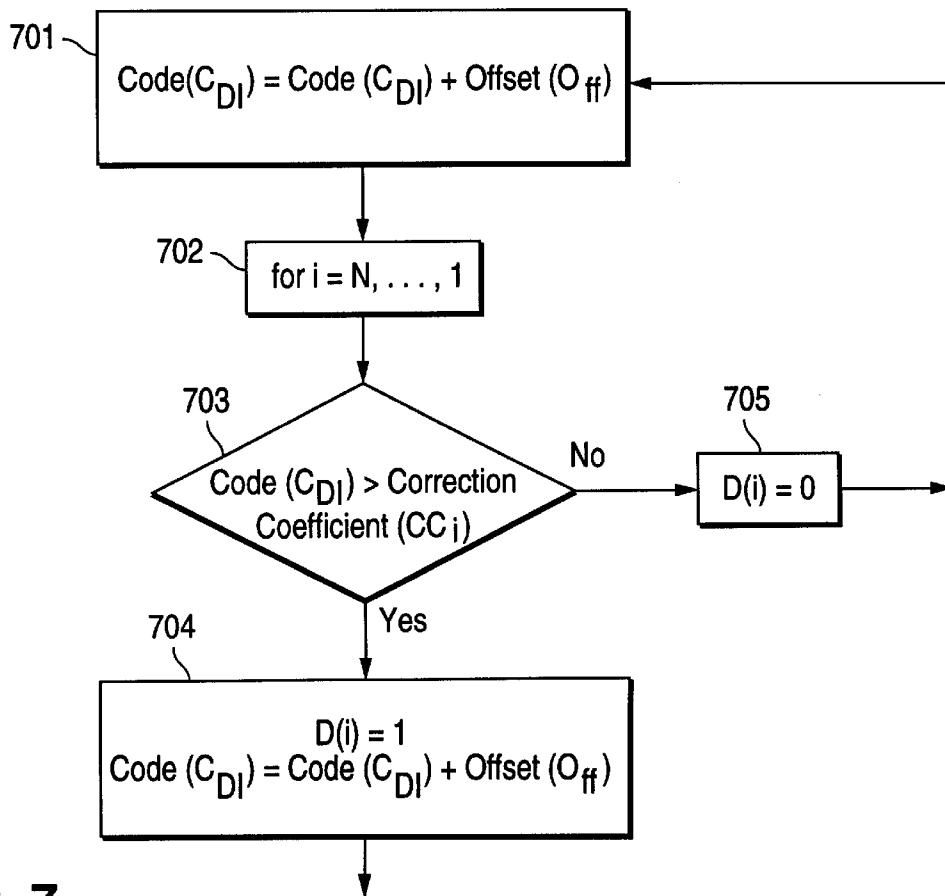 701
Code(C_DI) = Code (C_DI) + Offset (O_ff)
702
for i = N, . . . , 1
703
Code (C_DI) > Correction
Coefficient (CC_i)
No
705
D(i) = 0
Yes
704
D(i) = 1
Code (C_DI) = Code (C_DI) + Offset (O_ff)
7